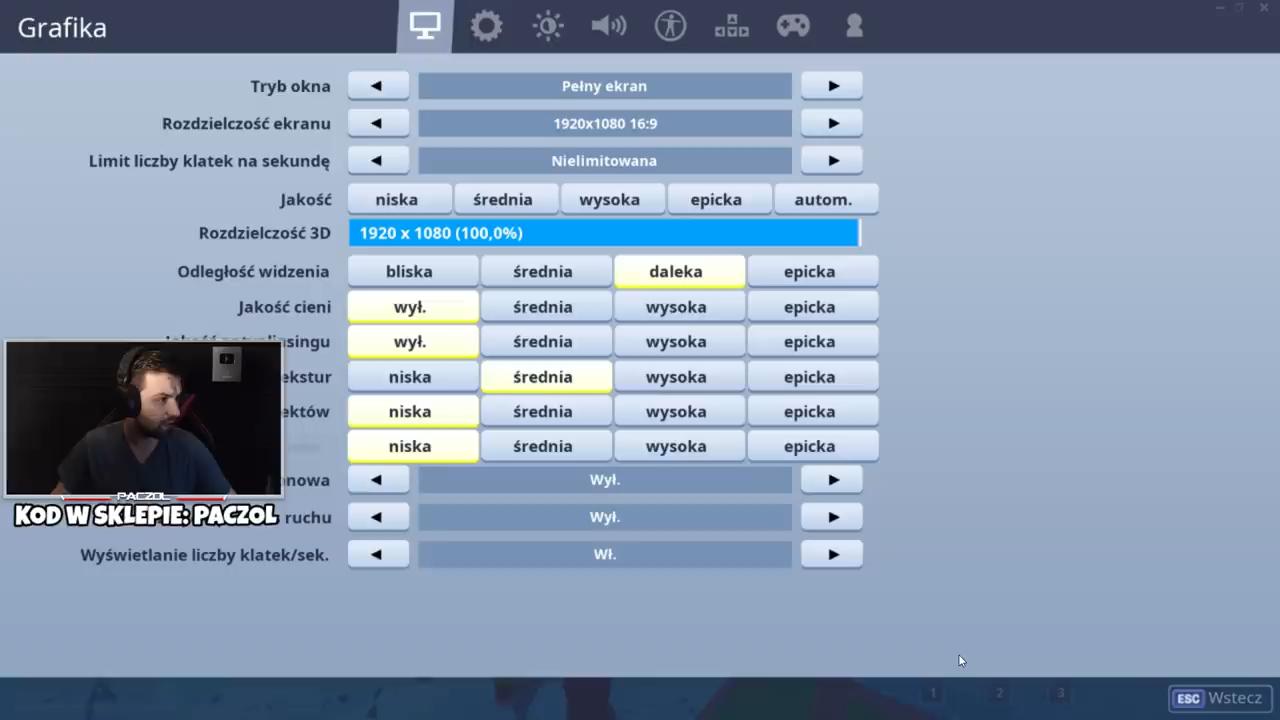 Grafika
Tryb okna ◄ Pełny ekran ►
Rozdzielczość ekranu ◄ 1920x1080 16:9 ►
Limit liczby klatek na sekundę ◄ Nielimitowana ►
Jakość niska średnia wysoka epicka autom.
Rozdzielczość 3D 1920 x 1080 (100,0%)
Odległość widzenia bliska średnia daleka epicka
Jakość cieni wył. średnia wysoka epicka
wył. średnia wysoka epicka
ekstur niska średnia wysoka epicka
ektów niska średnia wysoka epicka
niska średnia wysoka epicka
onowa ◄ Wył. ►
ruchu ◄ Wył. ►
Wyświetlanie liczby klatek/sek. ◄ Wł. ►
PACZOL
KOD W SKLEPIE: PACZOL
1 2 3
ESC Wstecz